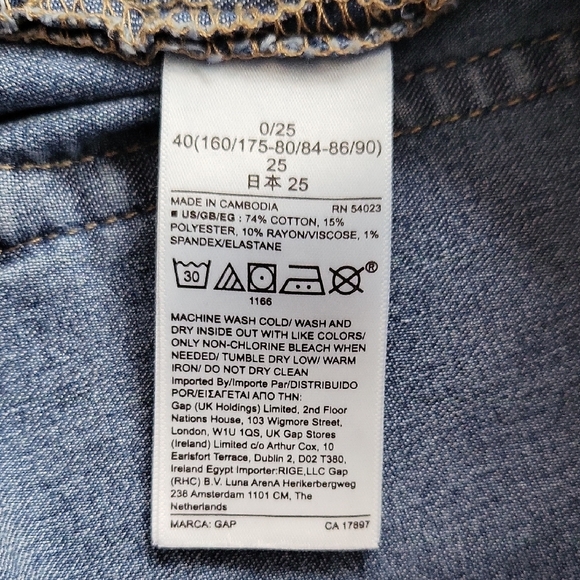 0/25
40(160/175-80/84-86/90)
25
日本 25
MADE IN CAMBODIA RN 54023
US/GB/EG : 74% COTTON, 15%
POLYESTER, 10% RAYON/VISCOSE, 1%
SPANDEX/ELASTANE
30 ®
1166
MACHINE WASH COLD/ WASH AND
DRY INSIDE OUT WITH LIKE COLORS/
ONLY NON-CHLORINE BLEACH WHEN
NEEDED/ TUMBLE DRY LOW/ WARM
IRON/ DO NOT DRY CLEAN
Imported By/Importe Par/DISTRIBUIDO
POR/ΕΙΣΑΓΕΤΑΙ ΑΠΟ ΤΗΝ:
Gap (UK Holdings) Limited, 2nd Floor
Nations House, 103 Wigmore Street,
London, W1U 1QS, UK Gap Stores
(Ireland) Limited c/o Arthur Cox, 10
Earlsfort Terrace, Dublin 2, D02 T380,
Ireland Egypt Importer:RIGE,LLC Gap
(RHC) B.V. Luna ArenA Herikerbergweg
238 Amsterdam 1101 CM, The
Netherlands
MARCA: GAP CA 17897